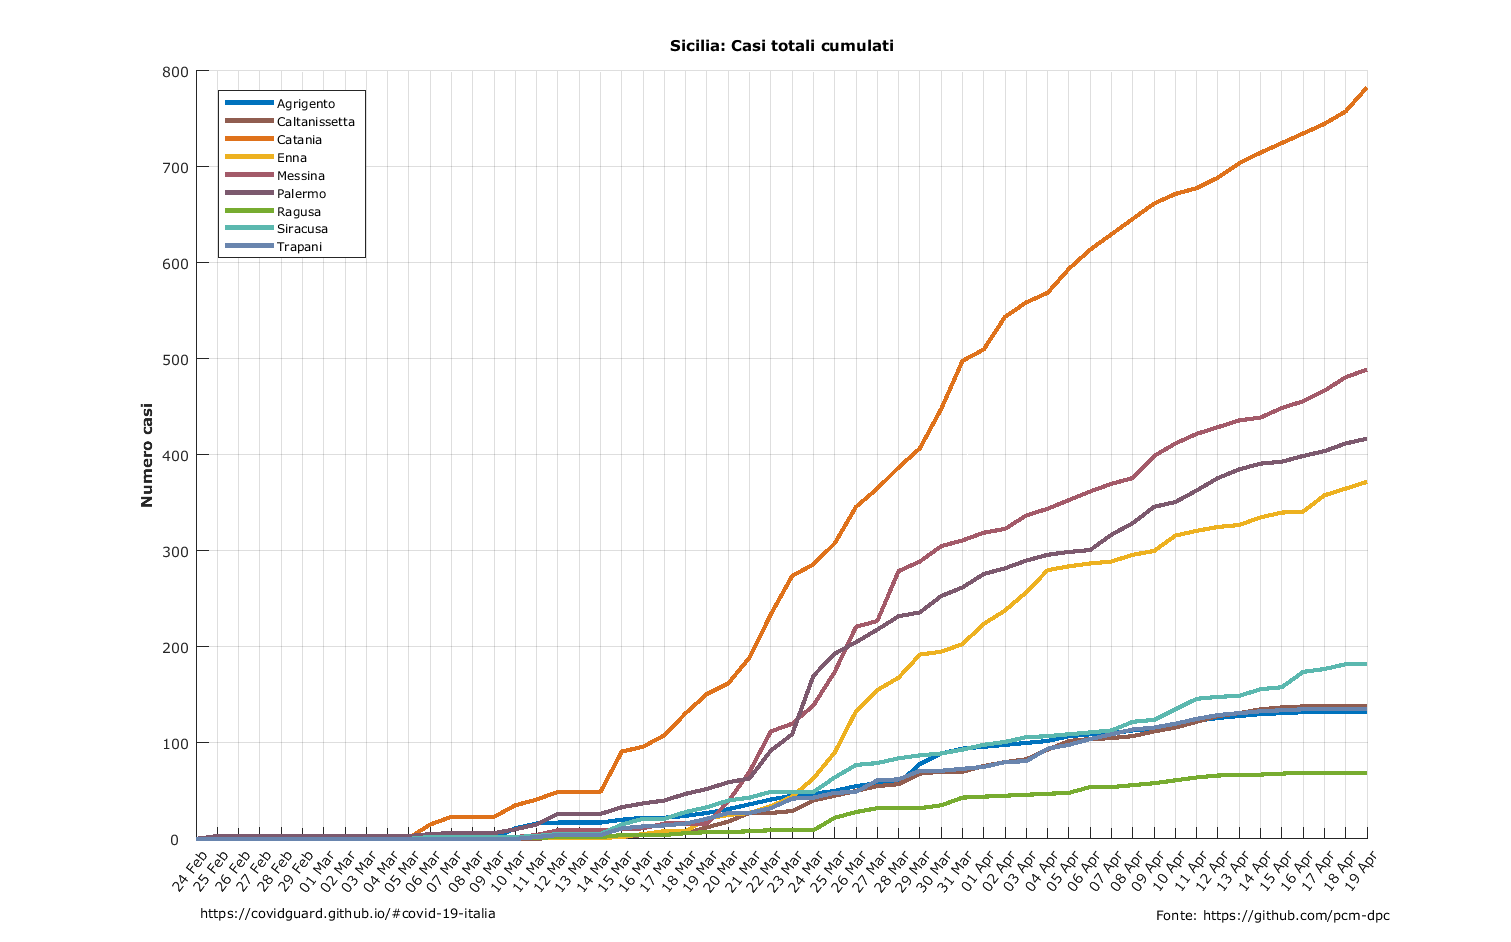 Sicilia: Casi totali cumulati
Numero casi
800
700
600
500
400
300
200
100
0
Agrigento
Caltanissetta
Catania
Enna
Messina
Palermo
Ragusa
Siracusa
Trapani
24 Feb
25 Feb
26 Feb
27 Feb
28 Feb
29 Feb
01 Mar
02 Mar
03 Mar
04 Mar
05 Mar
06 Mar
07 Mar
08 Mar
09 Mar
10 Mar
11 Mar
12 Mar
13 Mar
14 Mar
15 Mar
16 Mar
17 Mar
18 Mar
19 Mar
20 Mar
21 Mar
22 Mar
23 Mar
24 Mar
25 Mar
26 Mar
27 Mar
28 Mar
29 Mar
30 Mar
31 Mar
01 Apr
02 Apr
03 Apr
04 Apr
05 Apr
06 Apr
07 Apr
08 Apr
09 Apr
10 Apr
11 Apr
12 Apr
13 Apr
14 Apr
15 Apr
16 Apr
17 Apr
18 Apr
19 Apr
https://covidguard.github.io/#covid-19-italia
Fonte: https://github.com/pcm-dpc